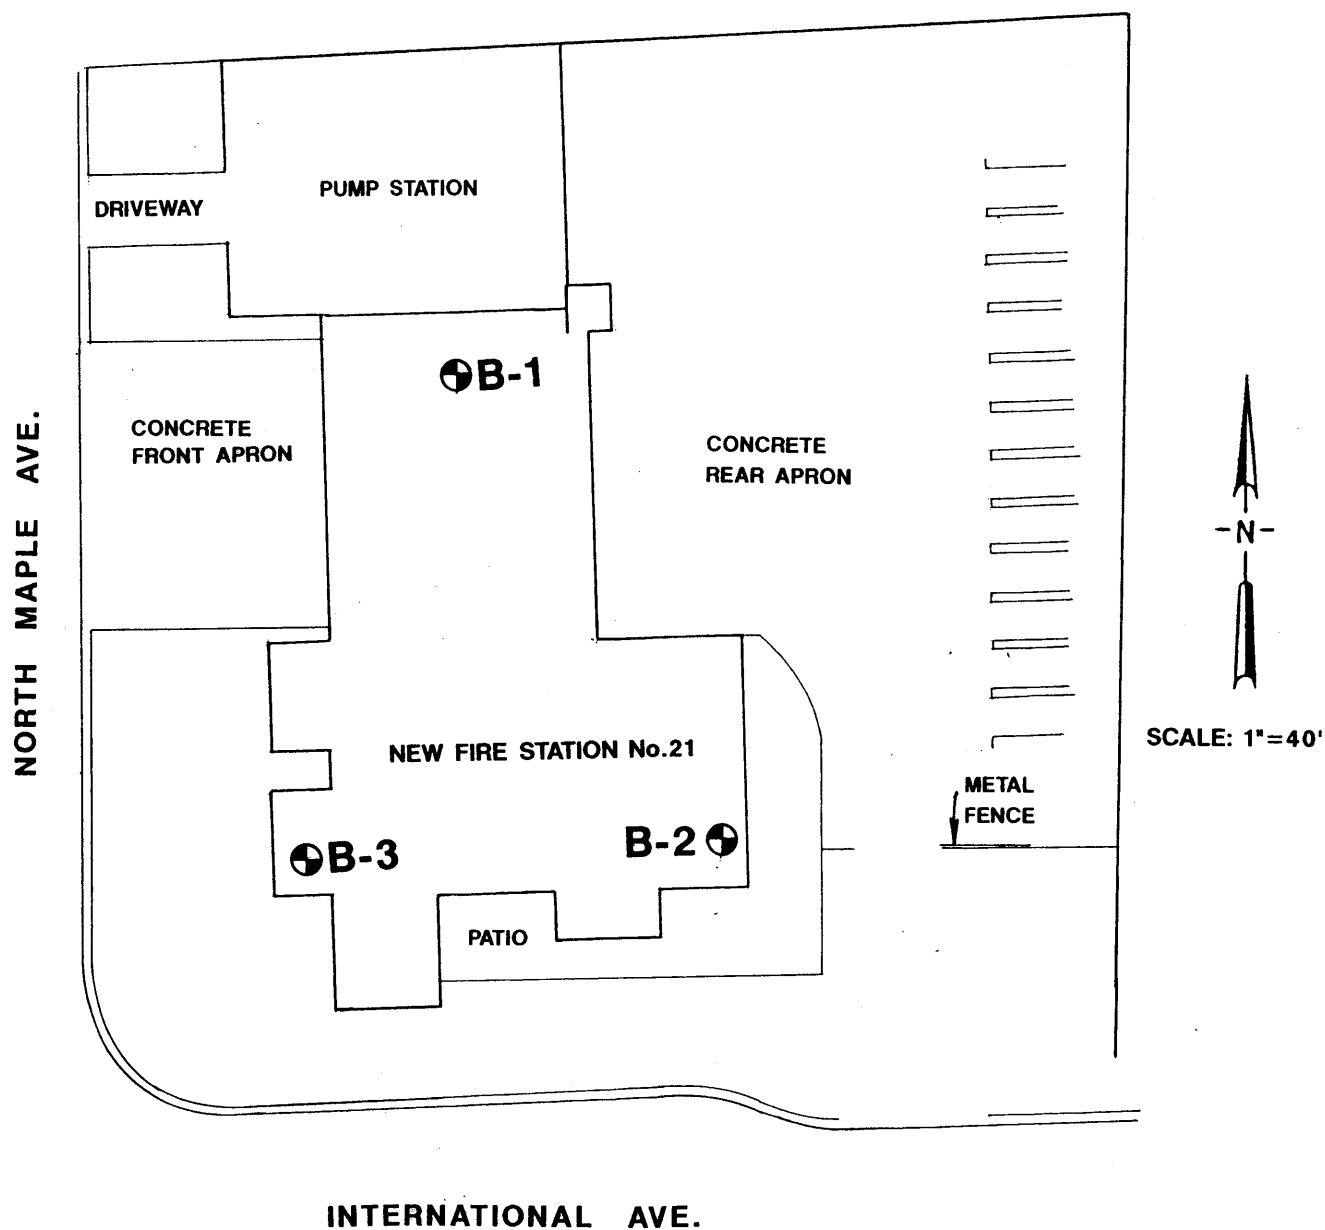 PUMP STATION
DRIVEWAY
B-1
CONCRETE
FRONT APRON
CONCRETE
REAR APRON
NORTH MAPLE AVE.
-N-
SCALE: 1"=40'
NEW FIRE STATION No.21
METAL
FENCE
B-2
B-3
PATIO
INTERNATIONAL AVE.